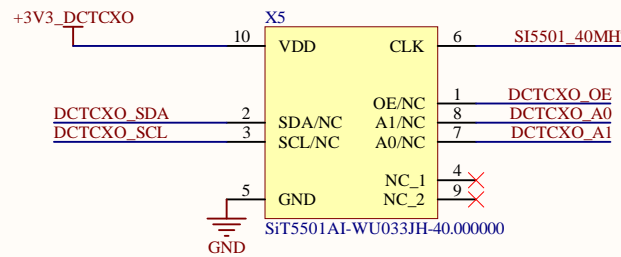 +3V3_DCTCXO
X5
10 VDD CLK 6 SI5501_40MH
OE/NC 1 DCTCXO_OE
DCTCXO_SDA 2 SDA/NC A1/NC 8 DCTCXO_A0
DCTCXO_SCL 3 SCL/NC A0/NC 7 DCTCXO_A1
NC_1 4
5 GND NC_2 9
SiT5501AI-WU033JH-40.000000
GND